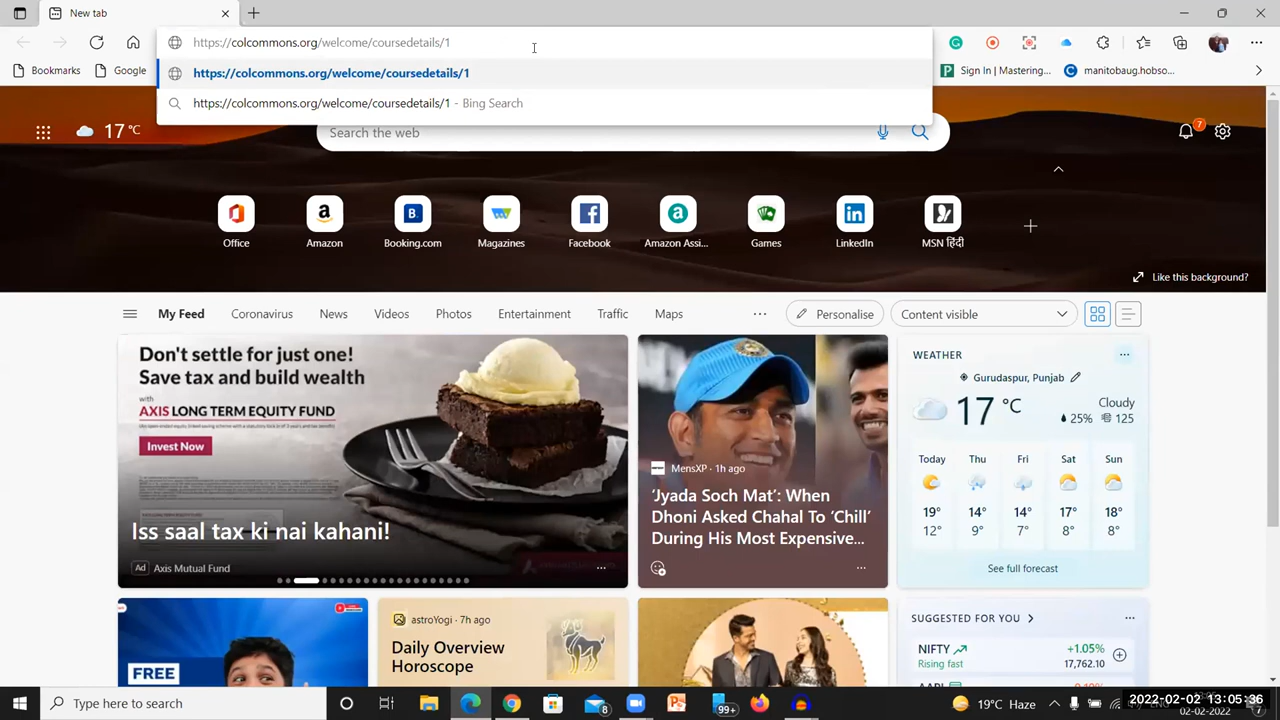 New tab
https://colcommons.org/welcome/coursedetails/1
https://colcommons.org/welcome/coursedetails/1
https://colcommons.org/welcome/coursedetails/1 - Bing Search
Bookmarks
Google
Sign In | Mastering...
manitobaug.hobso...
17 °C
Search the web
7
Office
Amazon
Booking.com
Magazines
Facebook
Amazon Assi...
Games
LinkedIn
MSN हिंदी
Like this background?
My Feed
Coronavirus
News
Videos
Photos
Entertainment
Traffic
Maps
Personalise
Content visible
Don't settle for just one!
Save tax and build wealth
with
AXIS LONG TERM EQUITY FUND
Invest Now
Iss saal tax ki nai kahani!
Ad Axis Mutual Fund
MensXP · 1h ago
'Jyada Soch Mat': When
Dhoni Asked Chahal To 'Chill'
During His Most Expensive...
WEATHER
Gurudaspur, Punjab
17 °C
Cloudy
25% 125
Today Thu Fri Sat Sun
19° 14° 14° 17° 18°
12° 9° 7° 8° 8°
See full forecast
FREE
astroYogi · 7h ago
Daily Overview
Horoscope
SUGGESTED FOR YOU
NIFTY +1.05%
Rising fast 17,762.10
Type here to search
8
99+
19°C Haze
2022-02-02 13:05:36
02-02-2022